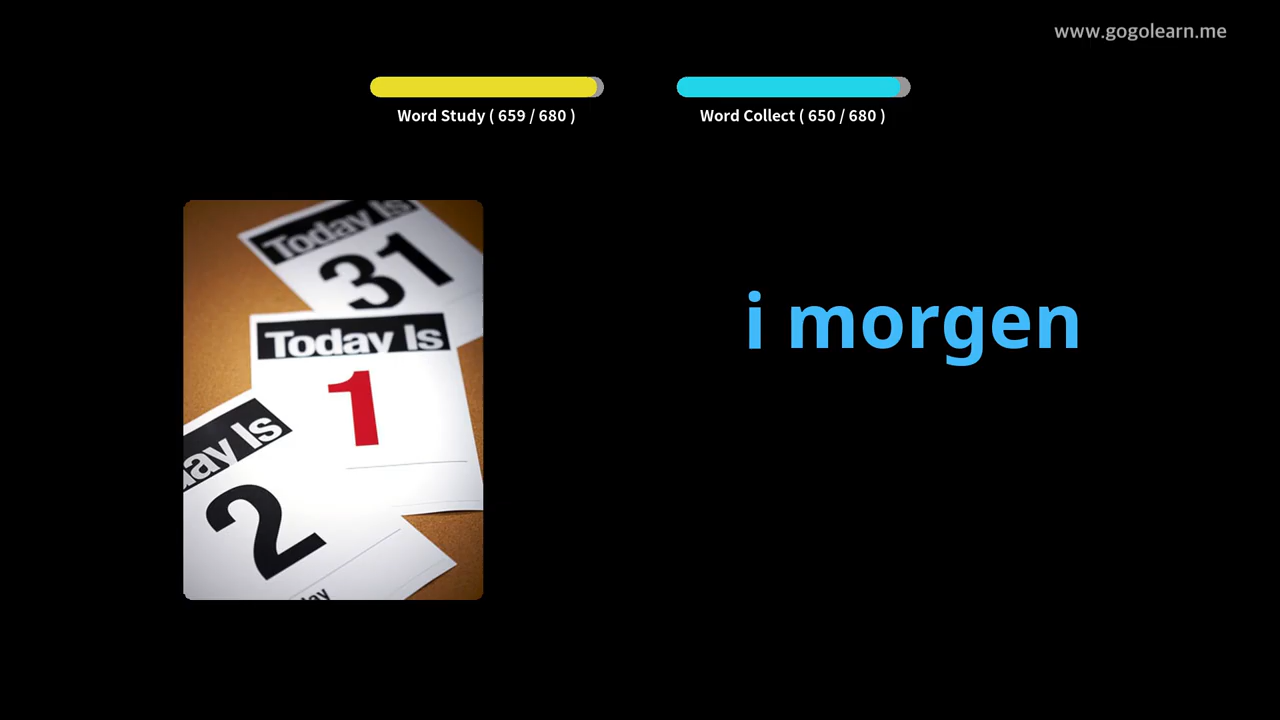 www.gogolearn.me
Word Study ( 659 / 680 )
Word Collect ( 650 / 680 )
Today Is
31
Today Is
1
ay Is
2
i morgen